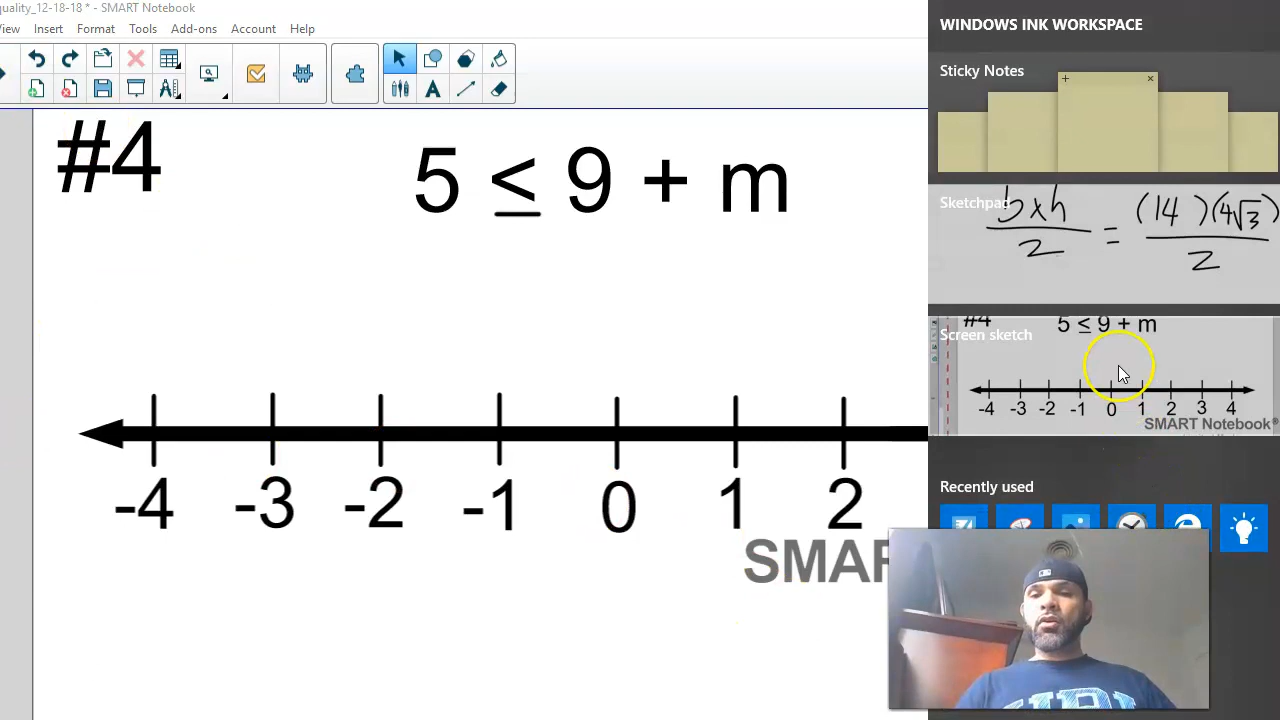 quality_12-18-18 * - SMART Notebook
View Insert Format Tools Add-ons Account Help
#4
5 ≤ 9 + m
-4 -3 -2 -1 0 1 2
SMAR
WINDOWS INK WORKSPACE
Sticky Notes
Sketchpad
bxh/2 = (14 )(4√3)/2
Screen sketch
#4 5 ≤ 9 + m
-4 -3 -2 -1 0 1 2 3 4
SMART Notebook®
Recently used